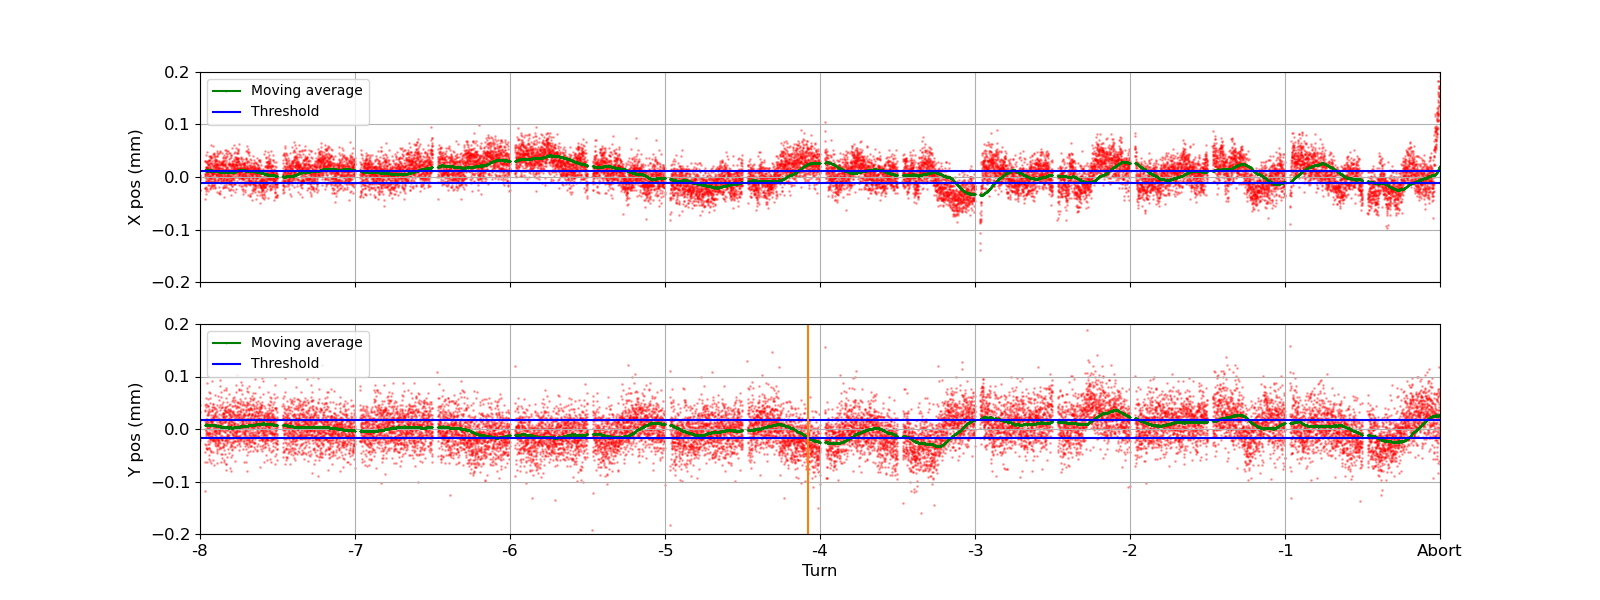 0.2
0.1
0.0
−0.1
−0.2
X pos (mm)
Moving average
Threshold
0.2
0.1
0.0
−0.1
−0.2
Y pos (mm)
Moving average
Threshold
-8 -7 -6 -5 -4 -3 -2 -1 Abort
Turn